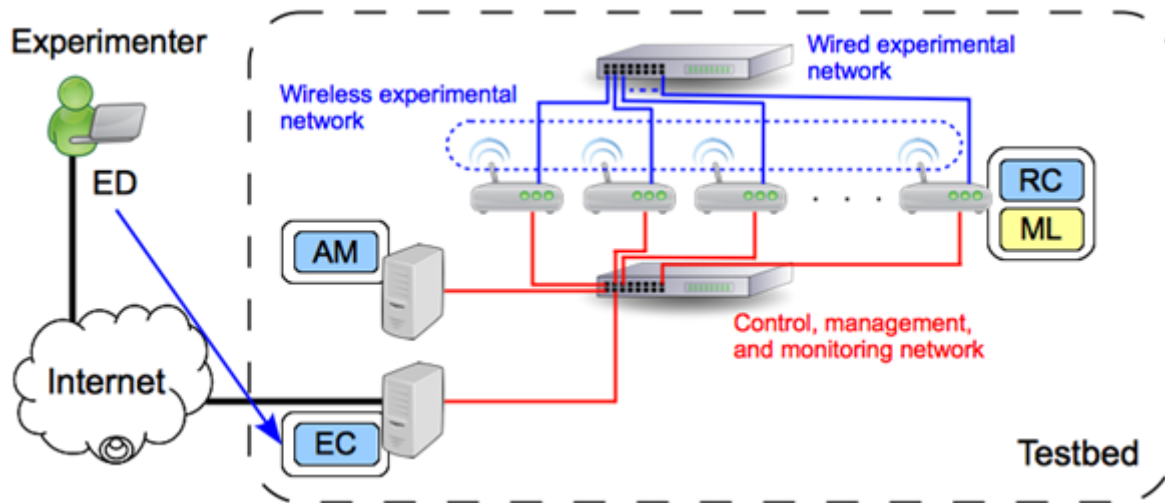 Experimenter
Wired experimental
network
Wireless experimental
network
ED
RC
ML
AM
. . .
Control, management,
and monitoring network
Internet
EC
Testbed